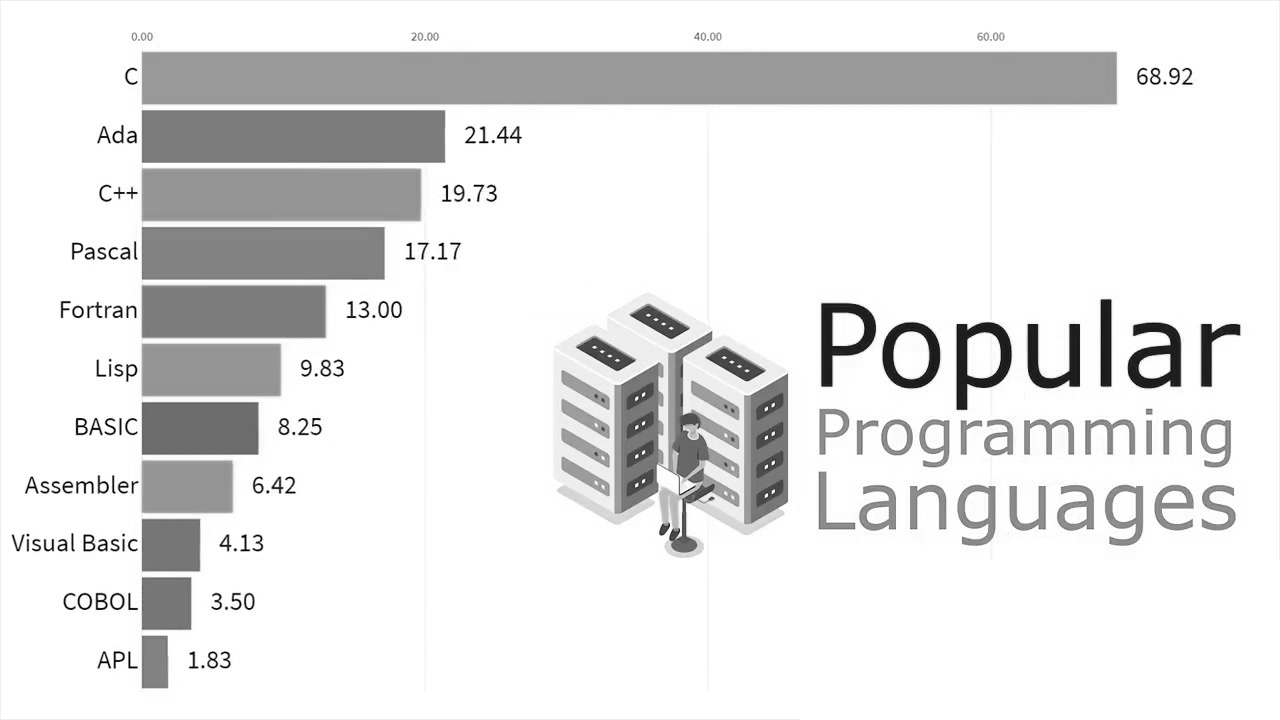 0.00 20.00 40.00 60.00
C 68.92
Ada 21.44
C++ 19.73
Pascal 17.17
Fortran 13.00
Lisp 9.83
BASIC 8.25
Assembler 6.42
Visual Basic 4.13
COBOL 3.50
APL 1.83
Popular
Programming
Languages